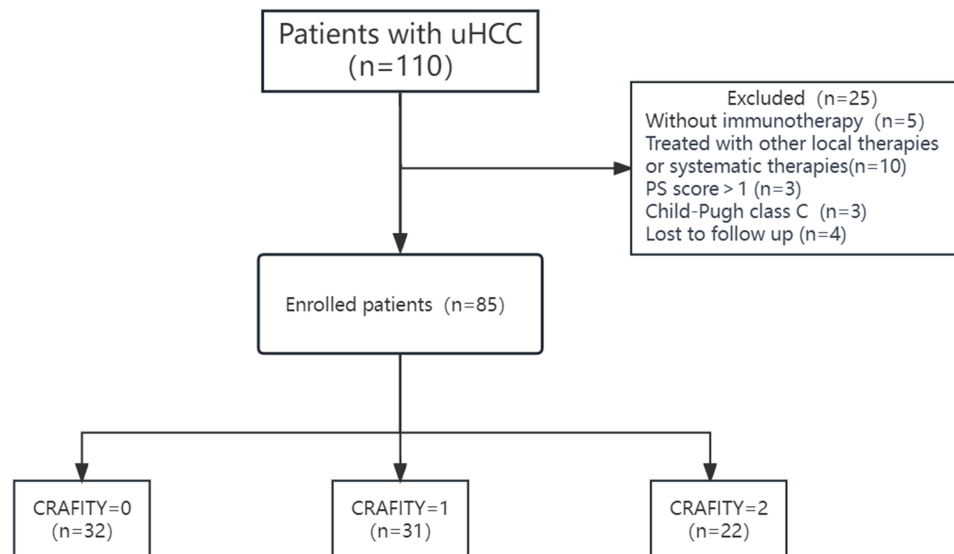 Patients with uHCC
(n=110)
Excluded (n=25)
Without immunotherapy (n=5)
Treated with other local therapies
or systematic therapies(n=10)
PS score > 1 (n=3)
Child-Pugh class C (n=3)
Lost to follow up (n=4)
Enrolled patients (n=85)
CRAFITY=0
(n=32)
CRAFITY=1
(n=31)
CRAFITY=2
(n=22)